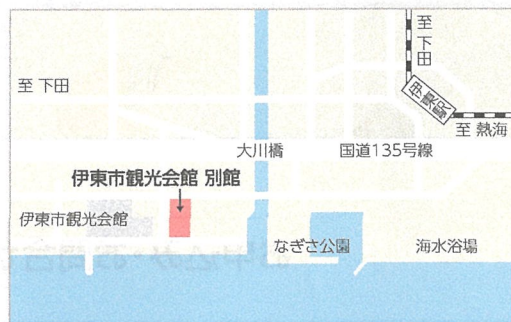 至下田
至 下田
伊東駅
至 熱海
大川橋
国道135号線
伊東市観光会館 別館
伊東市観光会館
なぎさ公園
海水浴場